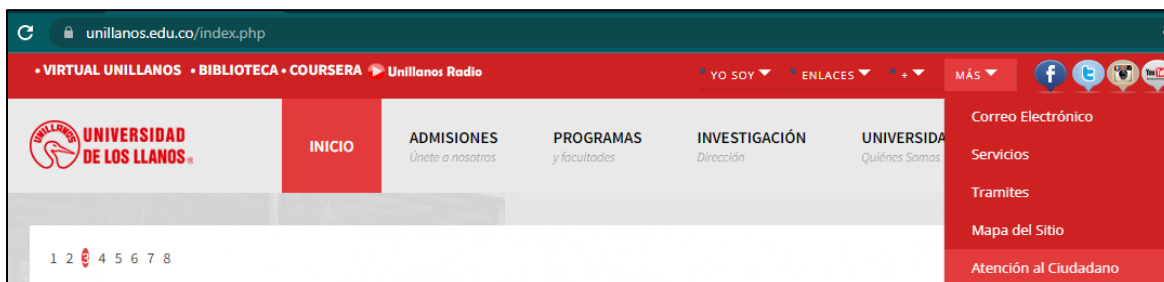 unillanos.edu.co/index.php
• VIRTUAL UNILLANOS • BIBLIOTECA • COURSERA Unillanos Radio
YO SOY ENLACES + MÁS
Correo Electrónico
UNILLANOS
UNIVERSIDAD
DE LOS LLANOS®
INICIO
ADMISIONES
Únete a nosotros
PROGRAMAS
y facultades
INVESTIGACIÓN
Dirección
UNIVERSIDA
Quiénes Somos
Servicios
Tramites
Mapa del Sitio
Atención al Ciudadano
1 2 3 4 5 6 7 8